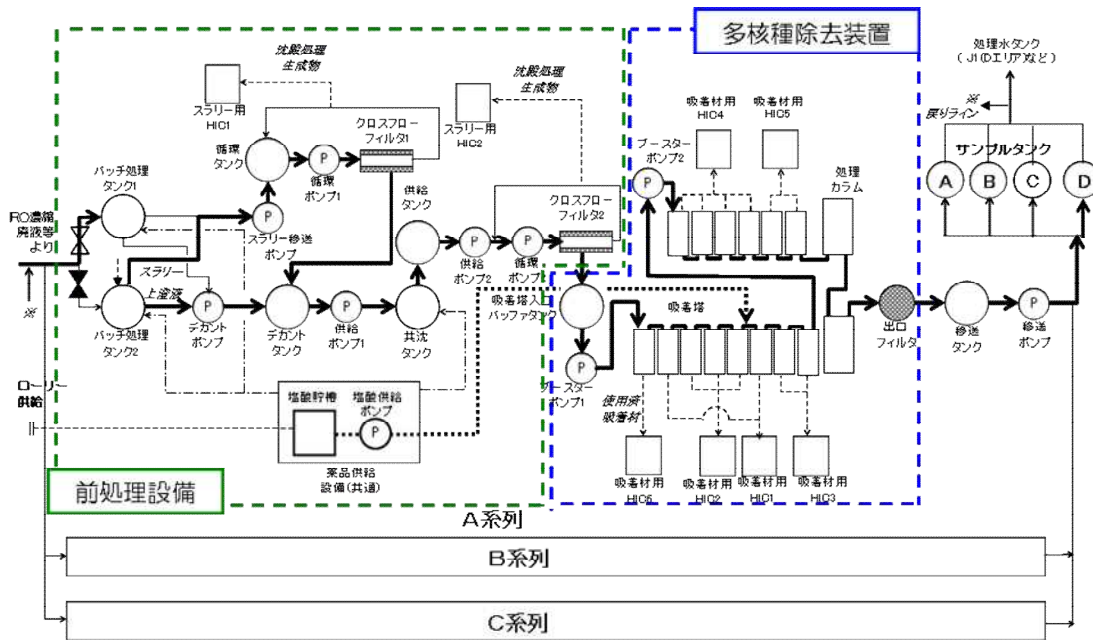 多核種除去装置
処理水タンク
(J1(Dエリア)など)
※
戻りライン
サンプルタンク
A
B
C
D
沈殿処理
生成物
沈殿処理
生成物
スラリー用
HIC1
スラリー用
HIC2
クロスフロー
フィルタ1
循環
タンク
P
循環
ポンプ1
バッチ処理
タンク1
供給
タンク
クロスフロー
フィルタ2
吸着材用
HIC4
吸着材用
HIC5
ブースター
ポンプ2
P
処理
カラム
RO濃縮
廃液等
より
P
スラリー移送
ポンプ
P
供給
ポンプ2
P
循環
スラリー
上澄液
※
バッチ処理
タンク2
P
デカント
ポンプ
デカント
タンク
P
供給
ポンプ1
共沈
タンク
吸着塔入口
バッファタンク
吸着塔
P
ブースター
ポンプ1
出口
フィルタ
移送
タンク
P
移送
ポンプ
ローリー
供給
塩酸貯槽
塩酸供給
ポンプ
P
薬品供給
設備(共通)
使用済
吸着材
吸着材用
HIC2
吸着材用
HIC1
吸着材用
HIC3
吸着材用
前処理設備
A系列
B系列
C系列